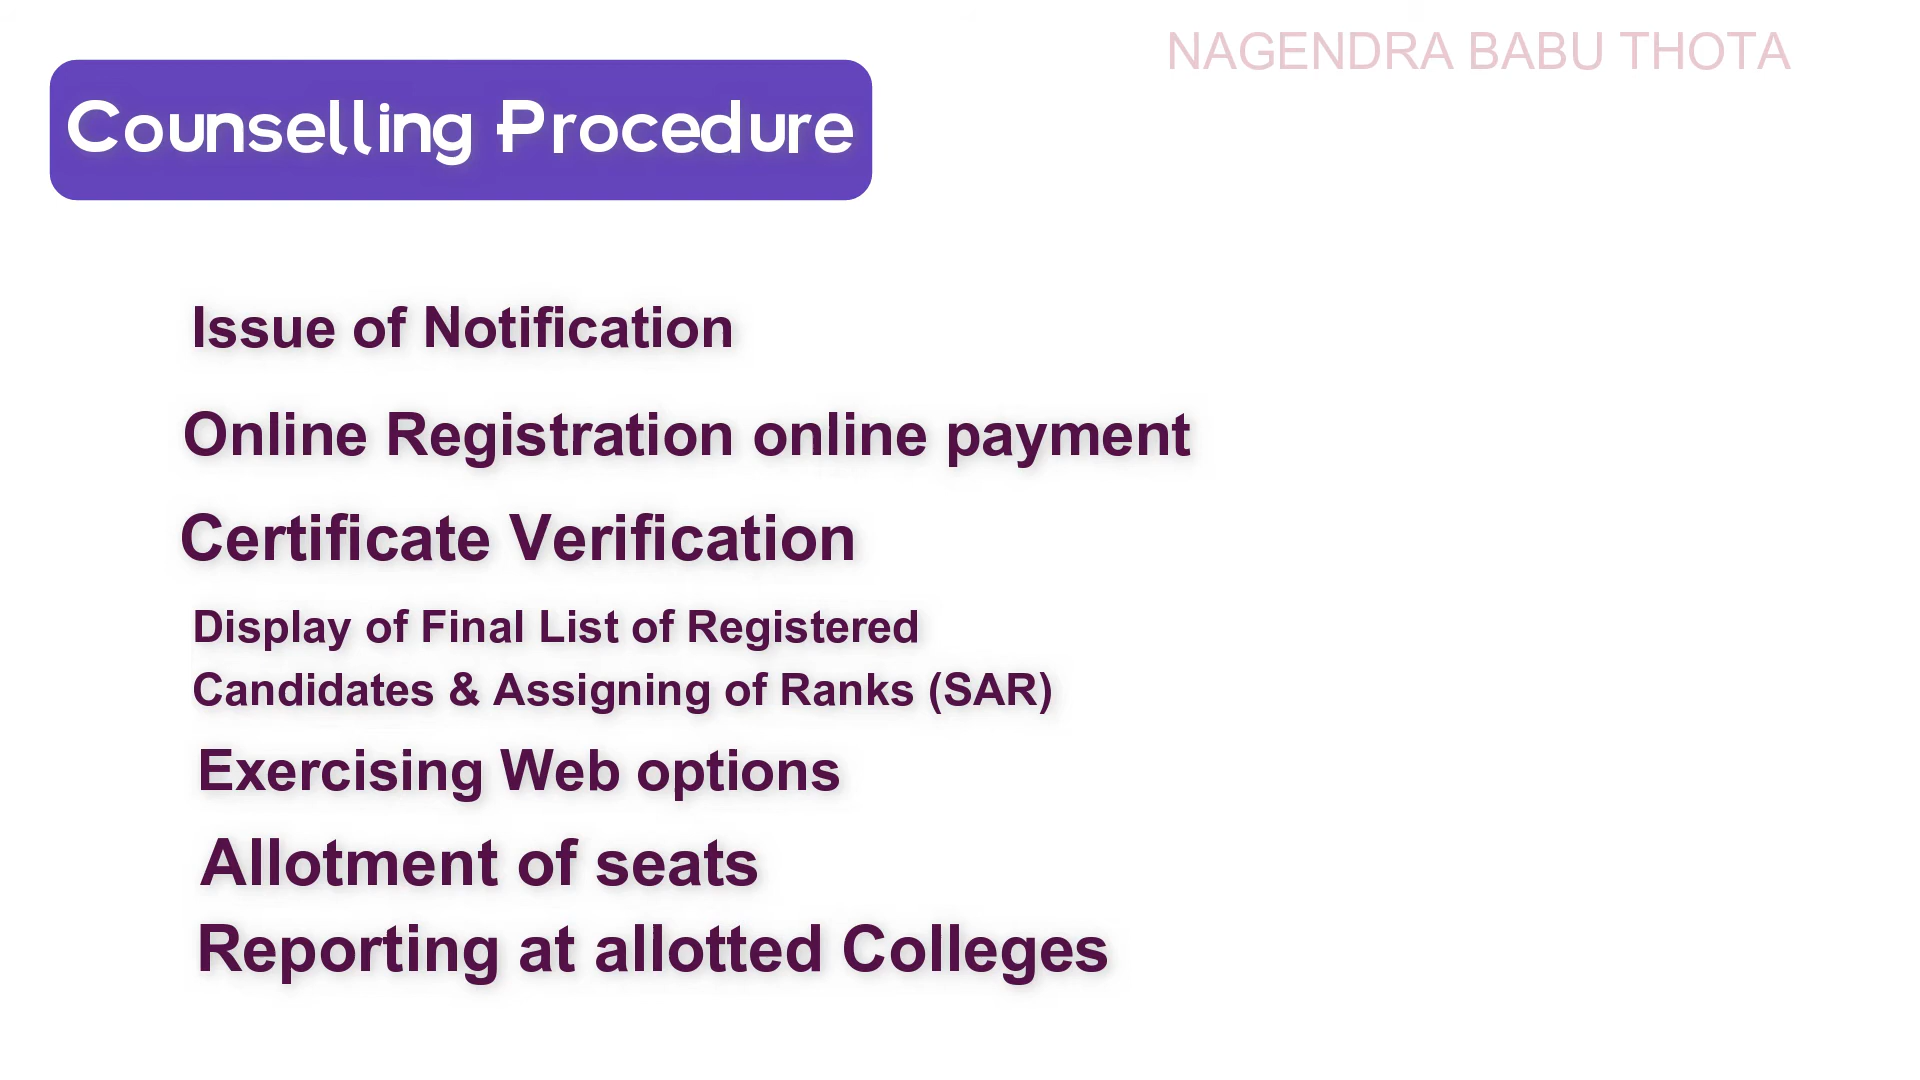 NAGENDRA BABU THOTA
Counselling Procedure
Issue of Notification
Online Registration online payment
Certificate Verification
Display of Final List of Registered
Candidates & Assigning of Ranks (SAR)
Exercising Web options
Allotment of seats
Reporting at allotted Colleges